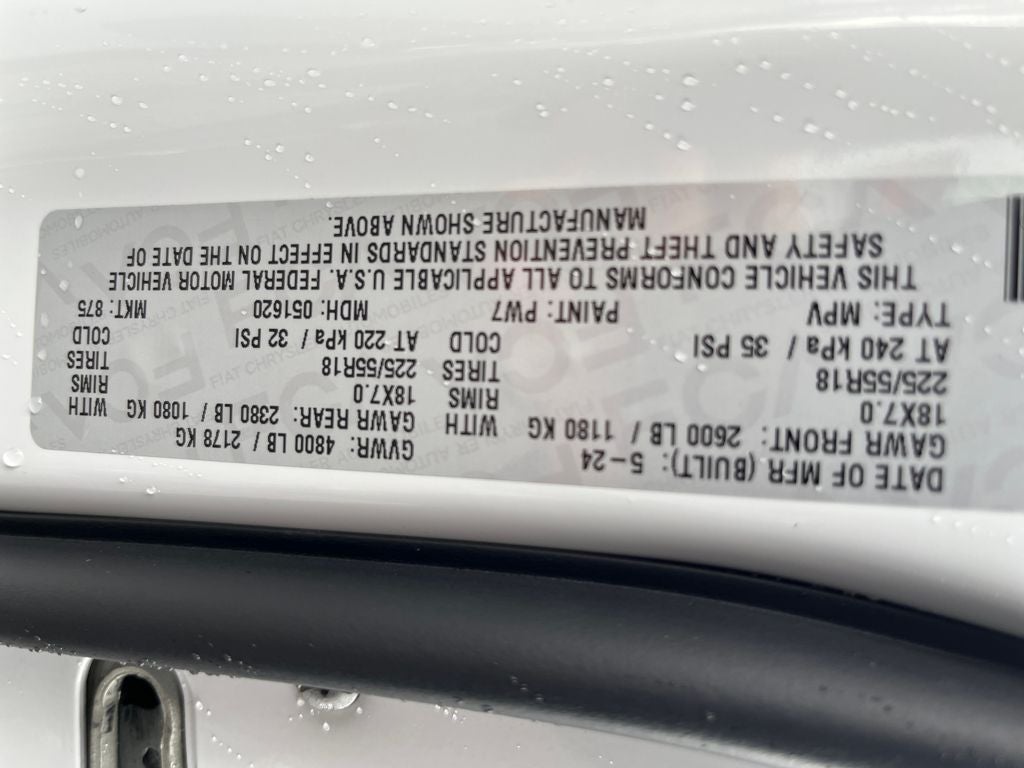 DATE OF MFR (BUILT): 5-24 GVWR: 4800 LB / 2178 KG
GAWR FRONT: 2600 LB / 1180 KG WITH GAWR REAR: 2380 LB / 1080 KG WITH
18X7.0 RIMS 18X7.0 RIMS
225/55R18 TIRES 225/55R18 TIRES
AT 240 kPa / 35 PSI COLD AT 220 kPa / 32 PSI COLD
TYPE: MPV PAINT: PW7 MDH: 051620 MKT: 875
THIS VEHICLE CONFORMS TO ALL APPLICABLE U.S.A. FEDERAL MOTOR VEHICLE
SAFETY AND THEFT PREVENTION STANDARDS IN EFFECT ON THE DATE OF
MANUFACTURE SHOWN ABOVE.